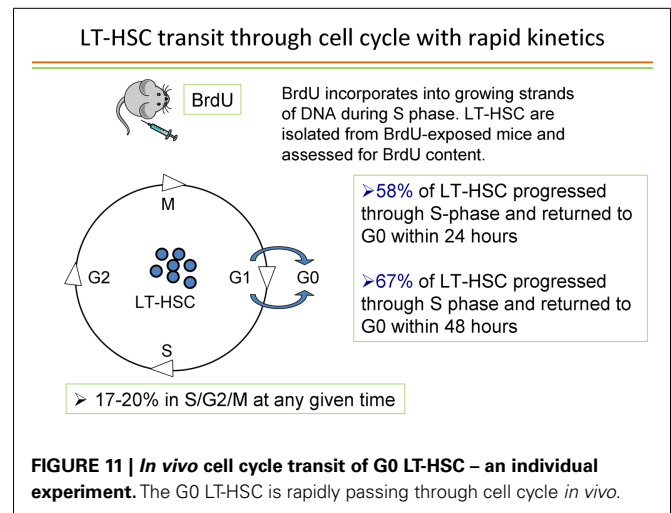 LT-HSC transit through cell cycle with rapid kinetics
BrdU
BrdU incorporates into growing strands
of DNA during S phase. LT-HSC are
isolated from BrdU-exposed mice and
assessed for BrdU content.
➢58% of LT-HSC progressed
through S-phase and returned to
G0 within 24 hours
➢67% of LT-HSC progressed
through S phase and returned to
G0 within 48 hours
M
G2
G1
G0
LT-HSC
S
➢ 17-20% in S/G2/M at any given time
FIGURE 11 | In vivo cell cycle transit of G0 LT-HSC – an individual
experiment. The G0 LT-HSC is rapidly passing through cell cycle in vivo.